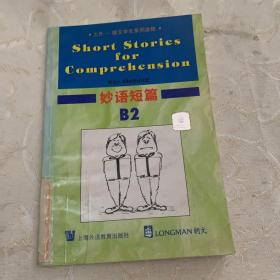 Short Stories
for
Comprehension
妙语短篇
B2
上海外语教育出版社
LONGMAN 朗文